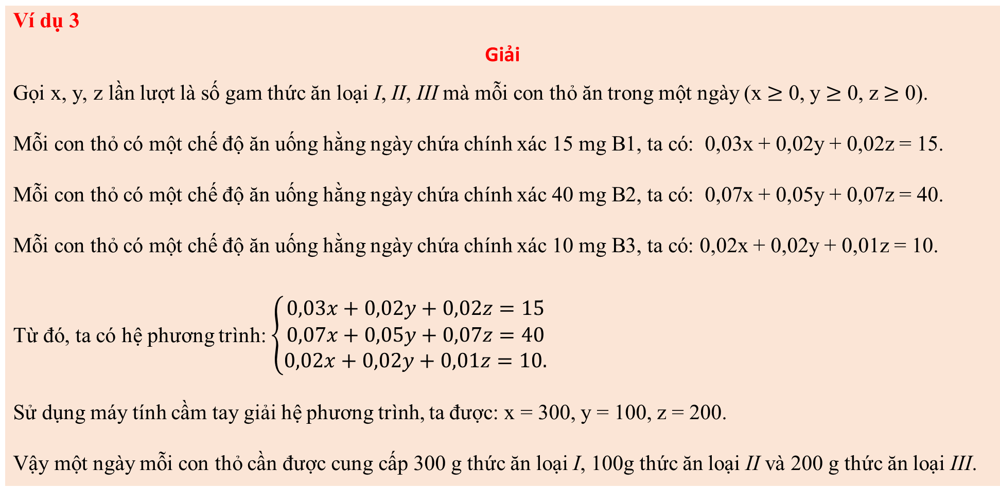 Ví dụ 3
Giải
Gọi x, y, z lần lượt là số gam thức ăn loại I, II, III mà mỗi con thỏ ăn trong một ngày (x ≥ 0, y ≥ 0, z ≥ 0).
Mỗi con thỏ có một chế độ ăn uống hằng ngày chứa chính xác 15 mg B1, ta có: 0,03x + 0,02y + 0,02z = 15.
Mỗi con thỏ có một chế độ ăn uống hằng ngày chứa chính xác 40 mg B2, ta có: 0,07x + 0,05y + 0,07z = 40.
Mỗi con thỏ có một chế độ ăn uống hằng ngày chứa chính xác 10 mg B3, ta có: 0,02x + 0,02y + 0,01z = 10.
0,03x + 0,02y + 0,02z = 15
Từ đó, ta có hệ phương trình: { 0,07x + 0,05y + 0,07z = 40
0,02x + 0,02y + 0,01z = 10.
Sử dụng máy tính cầm tay giải hệ phương trình, ta được: x = 300, y = 100, z = 200.
Vậy một ngày mỗi con thỏ cần được cung cấp 300 g thức ăn loại I, 100g thức ăn loại II và 200 g thức ăn loại III.